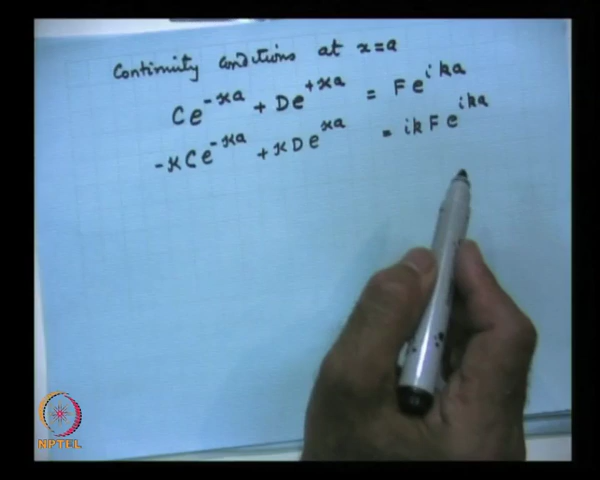 Continuity conditions at x=a
Ce^{-κa} + De^{+κa} = Fe^{ika}
-κCe^{-κa} + κDe^{κa} = ikFe^{ika}
NPTEL